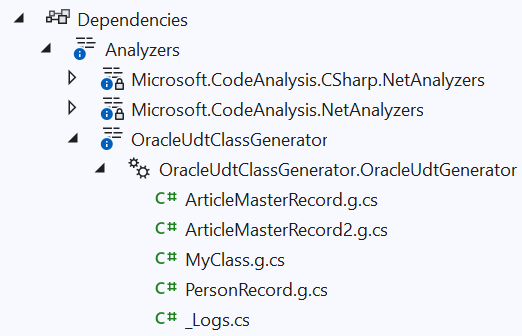 Dependencies
Analyzers
Microsoft.CodeAnalysis.CSharp.NetAnalyzers
Microsoft.CodeAnalysis.NetAnalyzers
OracleUdtClassGenerator
OracleUdtClassGenerator.OracleUdtGenerator
C# ArticleMasterRecord.g.cs
C# ArticleMasterRecord2.g.cs
C# MyClass.g.cs
C# PersonRecord.g.cs
C# _Logs.cs